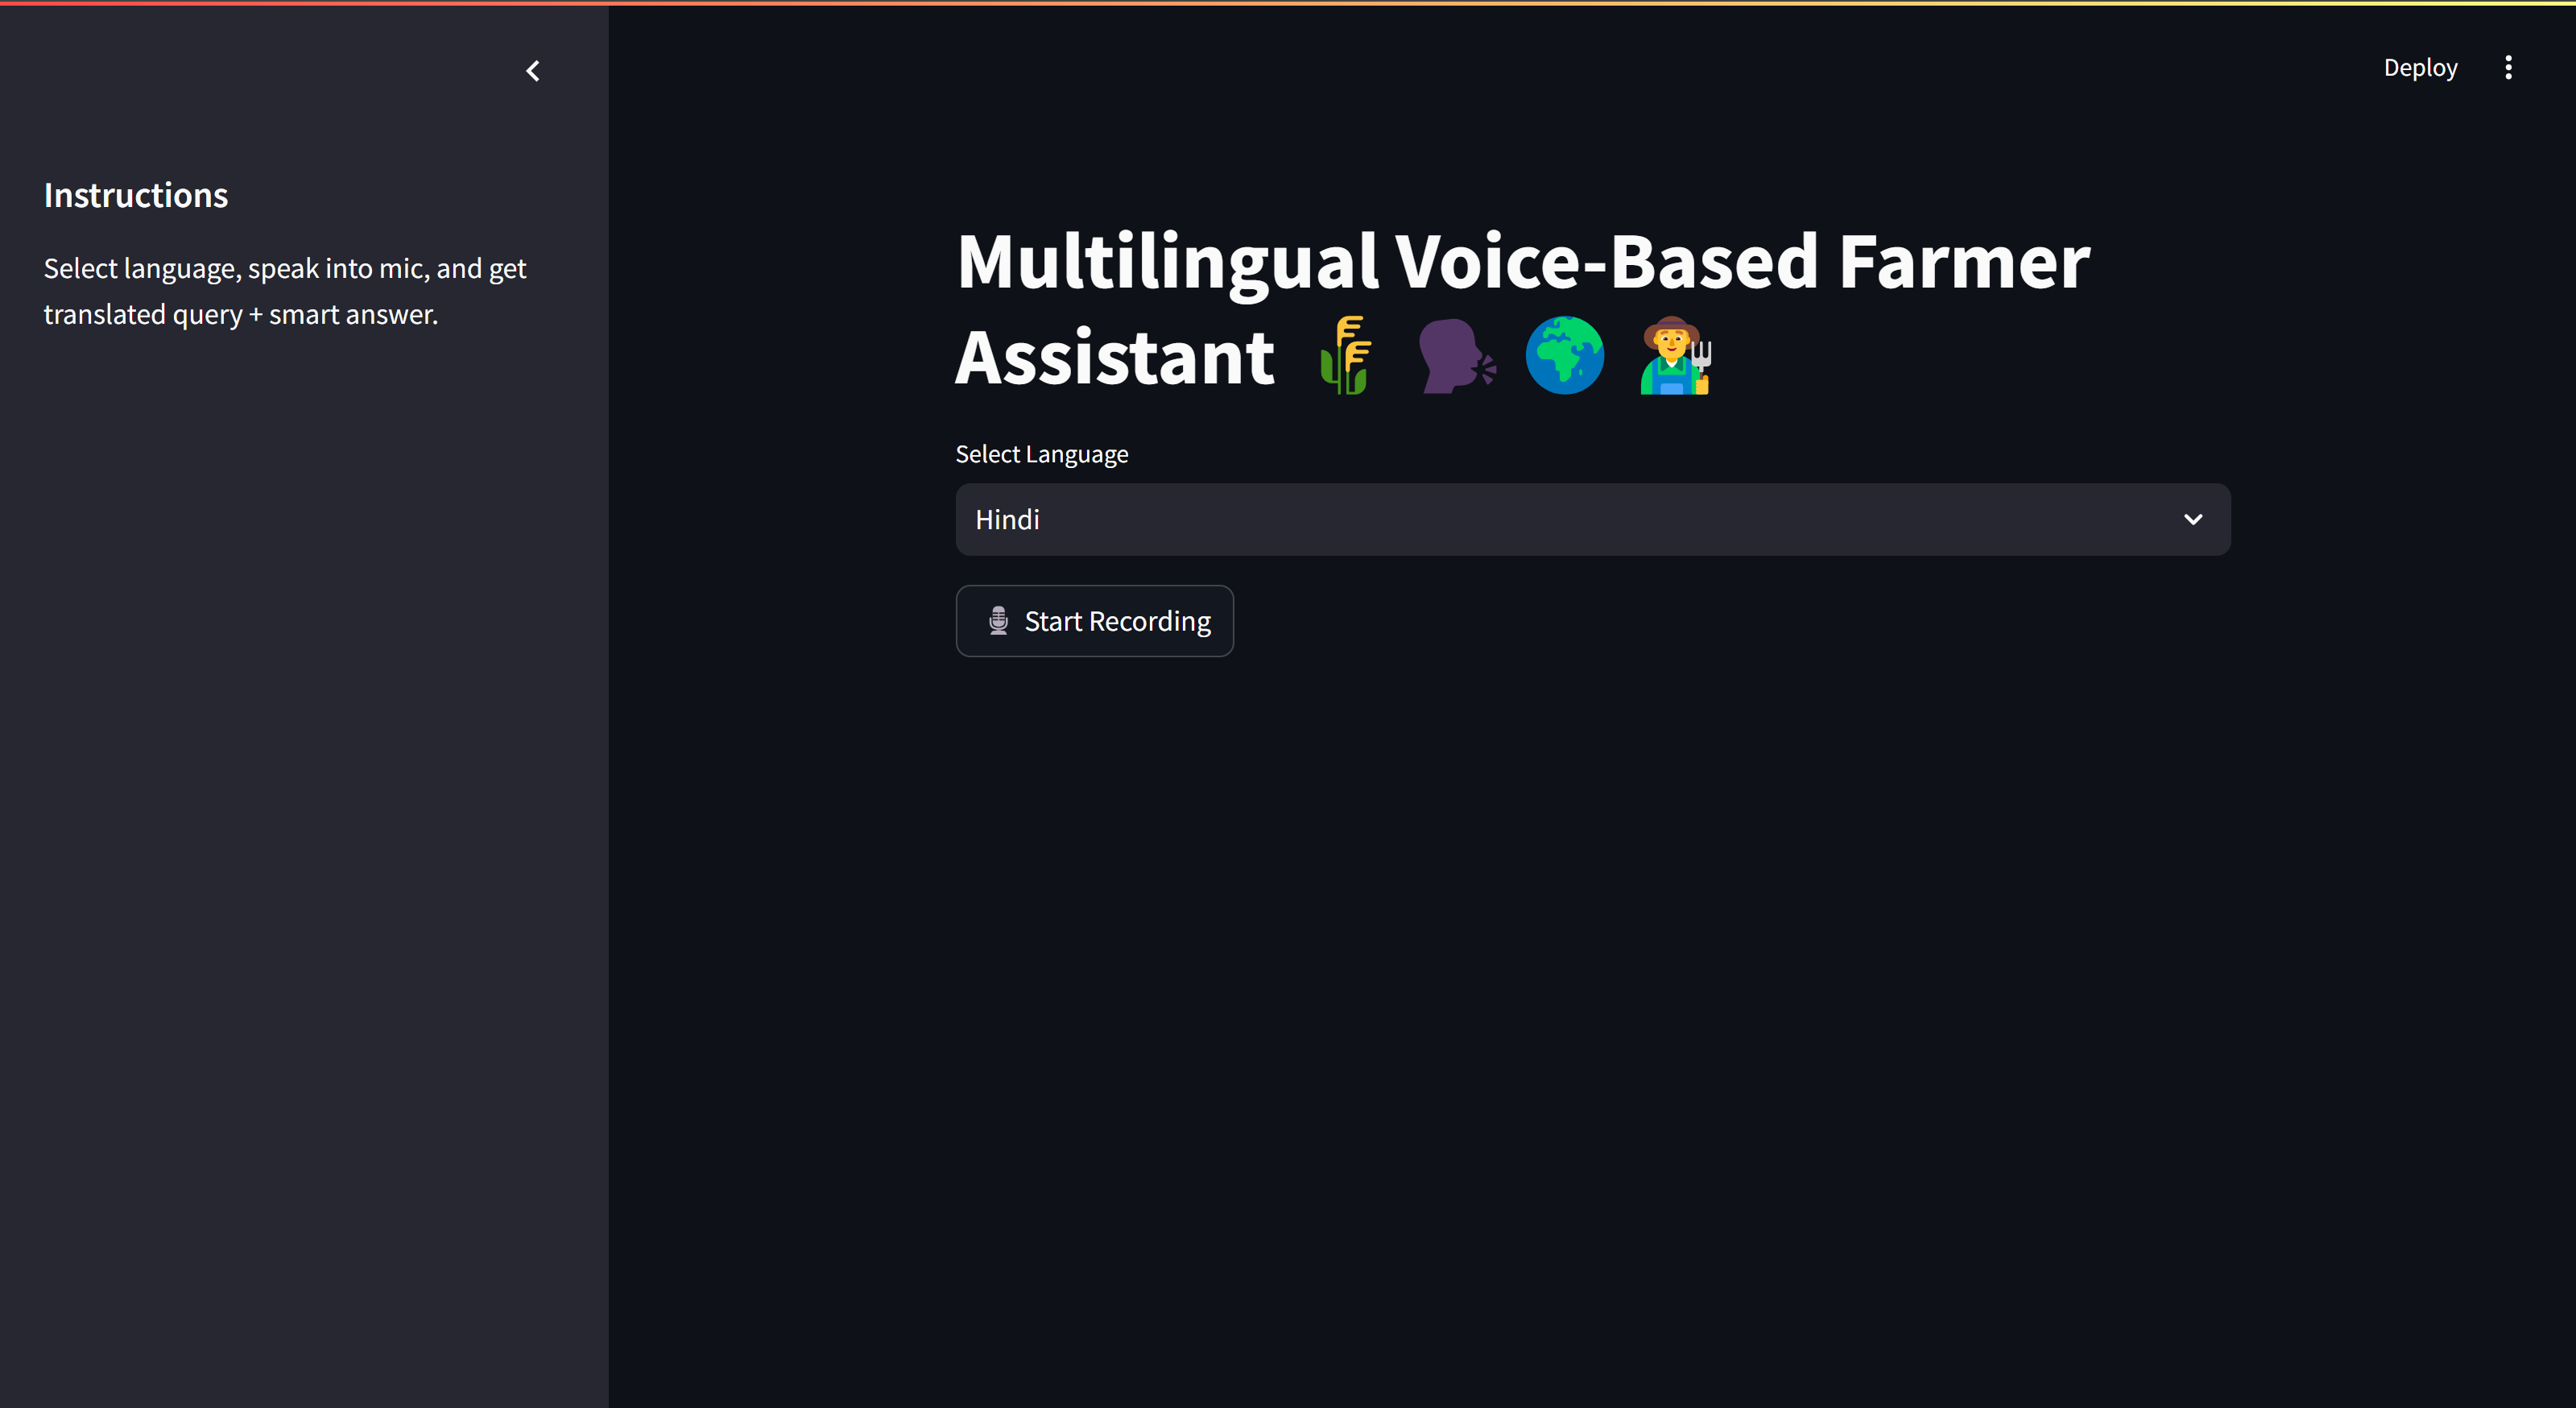 Deploy
Instructions
Select language, speak into mic, and get
translated query + smart answer.
Multilingual Voice-Based Farmer
Assistant 🌾 🗣️ 🌍 🧑‍🌾
Select Language
Hindi
🎙️ Start Recording